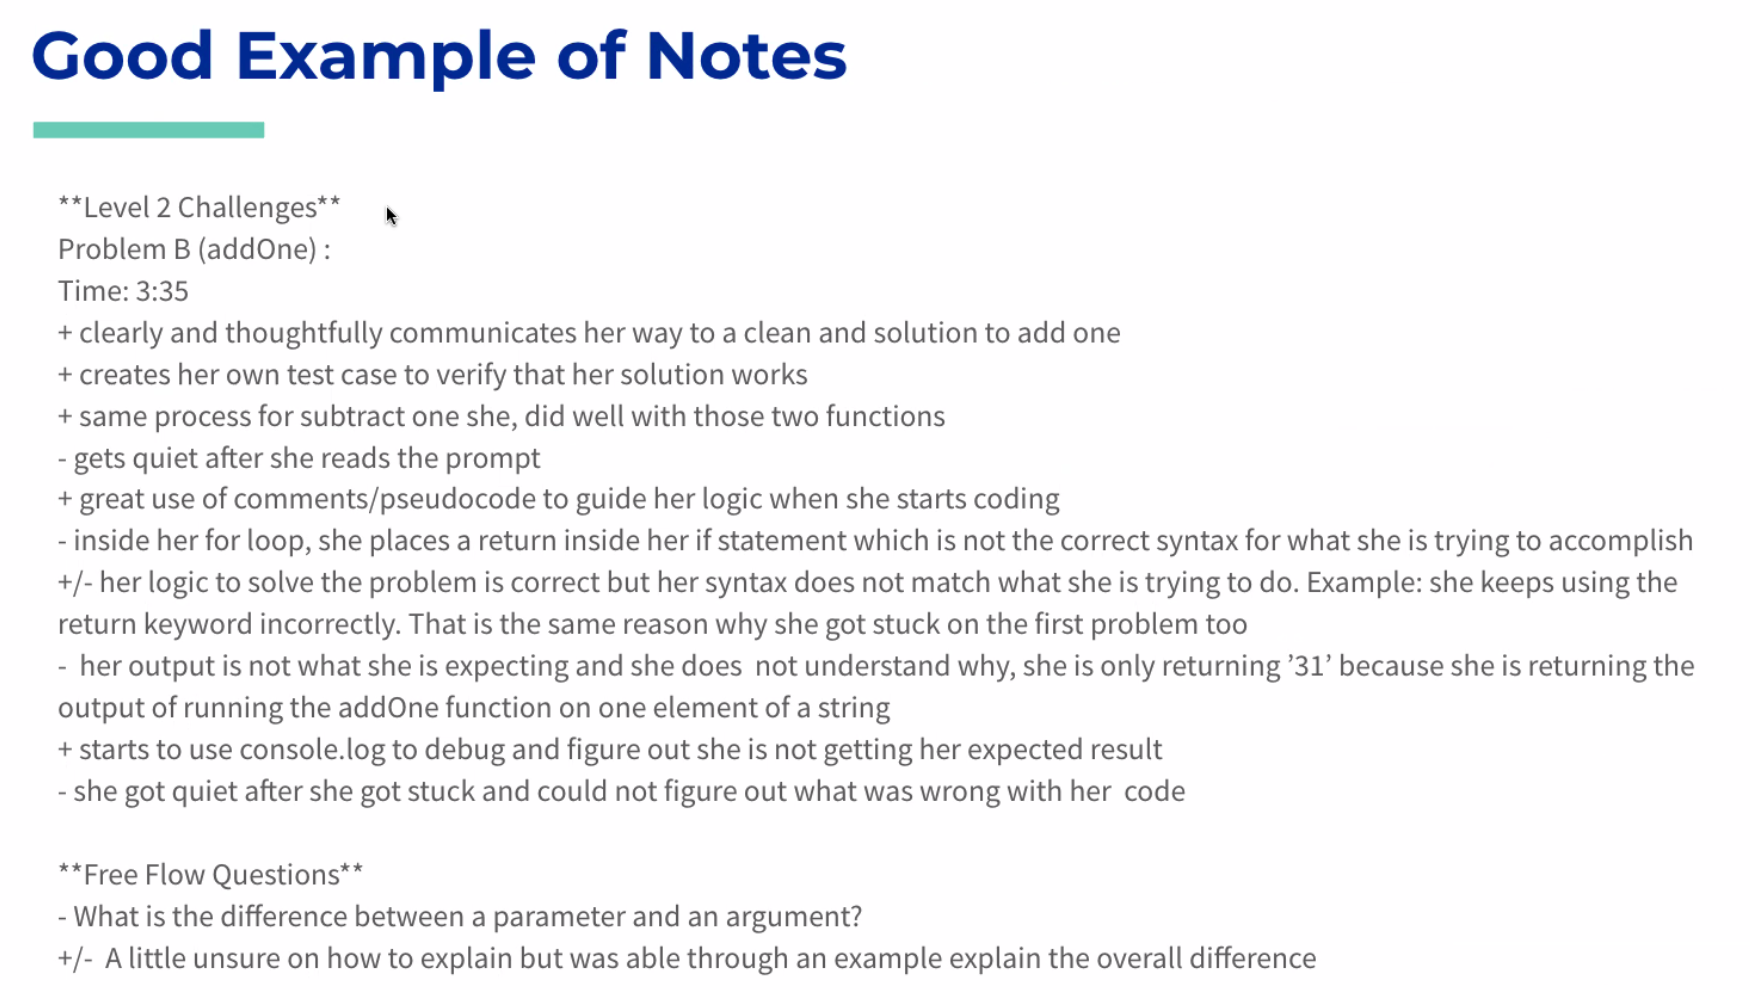 Good Example of Notes
**Level 2 Challenges**
Problem B (addOne) :
Time: 3:35
+ clearly and thoughtfully communicates her way to a clean and solution to add one
+ creates her own test case to verify that her solution works
+ same process for subtract one she, did well with those two functions
- gets quiet after she reads the prompt
+ great use of comments/pseudocode to guide her logic when she starts coding
- inside her for loop, she places a return inside her if statement which is not the correct syntax for what she is trying to accomplish
+/- her logic to solve the problem is correct but her syntax does not match what she is trying to do. Example: she keeps using the
return keyword incorrectly. That is the same reason why she got stuck on the first problem too
-  her output is not what she is expecting and she does  not understand why, she is only returning ’31’ because she is returning the
output of running the addOne function on one element of a string
+ starts to use console.log to debug and figure out she is not getting her expected result
- she got quiet after she got stuck and could not figure out what was wrong with her  code
**Free Flow Questions**
- What is the difference between a parameter and an argument?
+/-  A little unsure on how to explain but was able through an example explain the overall difference